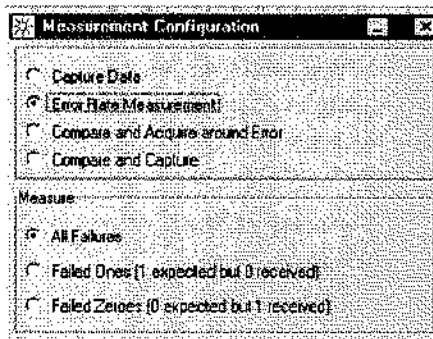 Measurement Configuration
Capture Data
Error Rate Measurement
Compare and Acquire around Error
Compare and Capture
Measure
All Failures
Failed Ones (1 expected but 0 received)
Failed Zeroes (0 expected but 1 received)